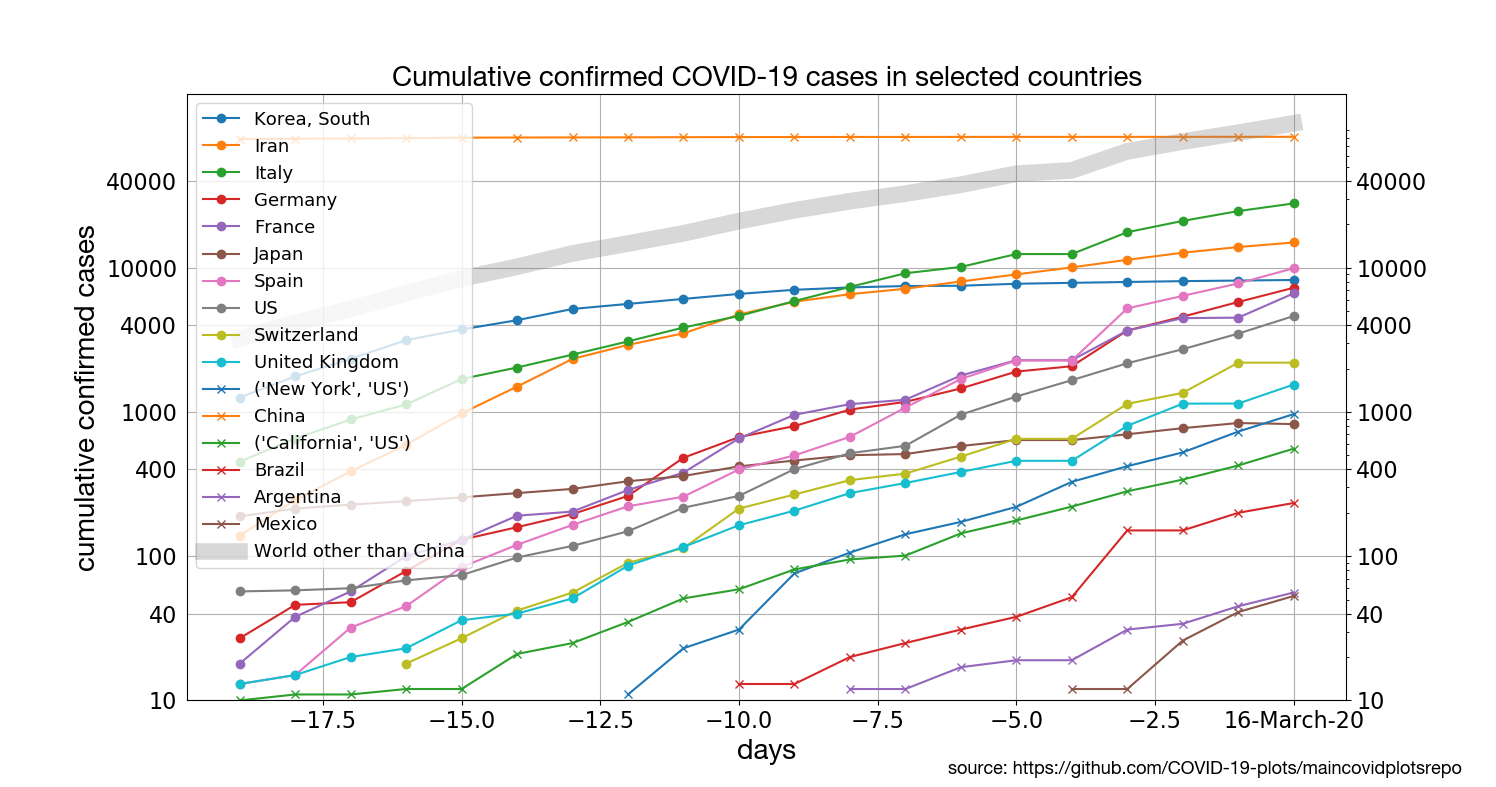 Cumulative confirmed COVID-19 cases in selected countries
cumulative confirmed cases
40000
10000
4000
1000
400
100
40
10
Korea, South
Iran
Italy
Germany
France
Japan
Spain
US
Switzerland
United Kingdom
('New York', 'US')
China
('California', 'US')
Brazil
Argentina
Mexico
World other than China
40000
10000
4000
1000
400
100
40
10
−17.5 −15.0 −12.5 −10.0 −7.5 −5.0 −2.5 16-March-20
days
source: https://github.com/COVID-19-plots/maincovidplotsrepo